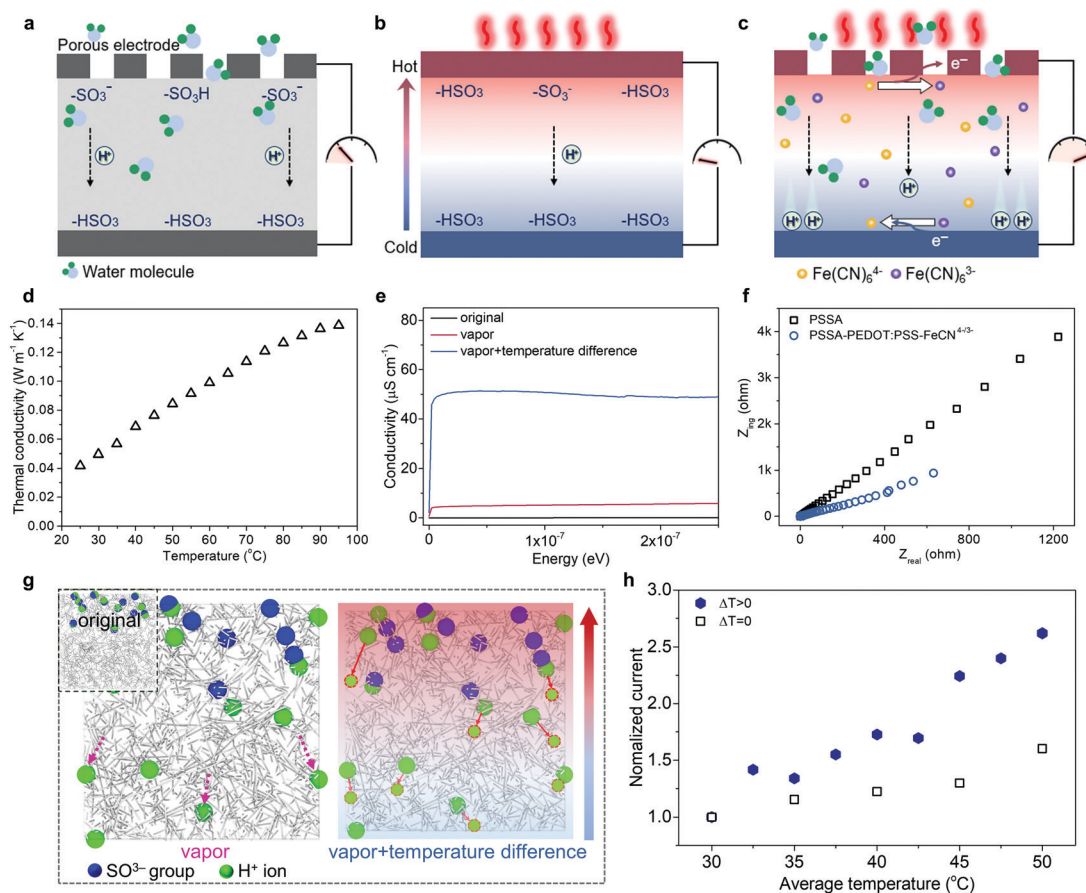 a
Porous electrode
-SO₃⁻ -SO₃H -SO₃⁻
H⁺ H⁺
-HSO₃ -HSO₃ -HSO₃
Water molecule
b
Hot
-HSO₃ -SO₃⁻ -HSO₃
H⁺
-HSO₃ -HSO₃ -HSO₃
Cold
c
e⁻
H⁺
H⁺ H⁺ H⁺ H⁺
e⁻
Fe(CN)₆⁴⁻ Fe(CN)₆³⁻
d
Thermal conductivity (W m⁻¹ K⁻¹)
0.14
0.12
0.10
0.08
0.06
0.04
0.02
0.00
20 30 40 50 60 70 80 90 100
Temperature (°C)
e
Conductivity (μS cm⁻¹)
80
60
40
20
0
original
vapor
vapor+temperature difference
0 1x10⁻⁷ 2x10⁻⁷
Energy (eV)
f
Z_ing (ohm)
4k
3k
2k
1k
0
PSSA
PSSA-PEDOT:PSS-FeCN⁴⁻/³⁻
0 400 800 1200
Z_real (ohm)
g
original
vapor
vapor+temperature difference
SO³⁻ group H⁺ ion
h
Nomalized current
3.0
2.5
2.0
1.5
1.0
ΔT>0
ΔT=0
30 35 40 45 50
Average temperature (°C)